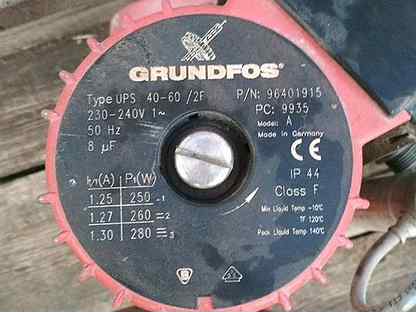 GRUNDFOS
Type UPS 40-60 /2F
P/N: 96401915
230-240V 1~
PC: 9935
50 Hz
Model: A
8 µF
Made in Germany
CE
IP 44
Class F
I1/1(A) P1(W)
1.25 250 -1
1.27 260 =2
1.30 280 ≡3
Min Liquid Temp -10°C
TF 120°C
Peak Liquid Temp 140°C